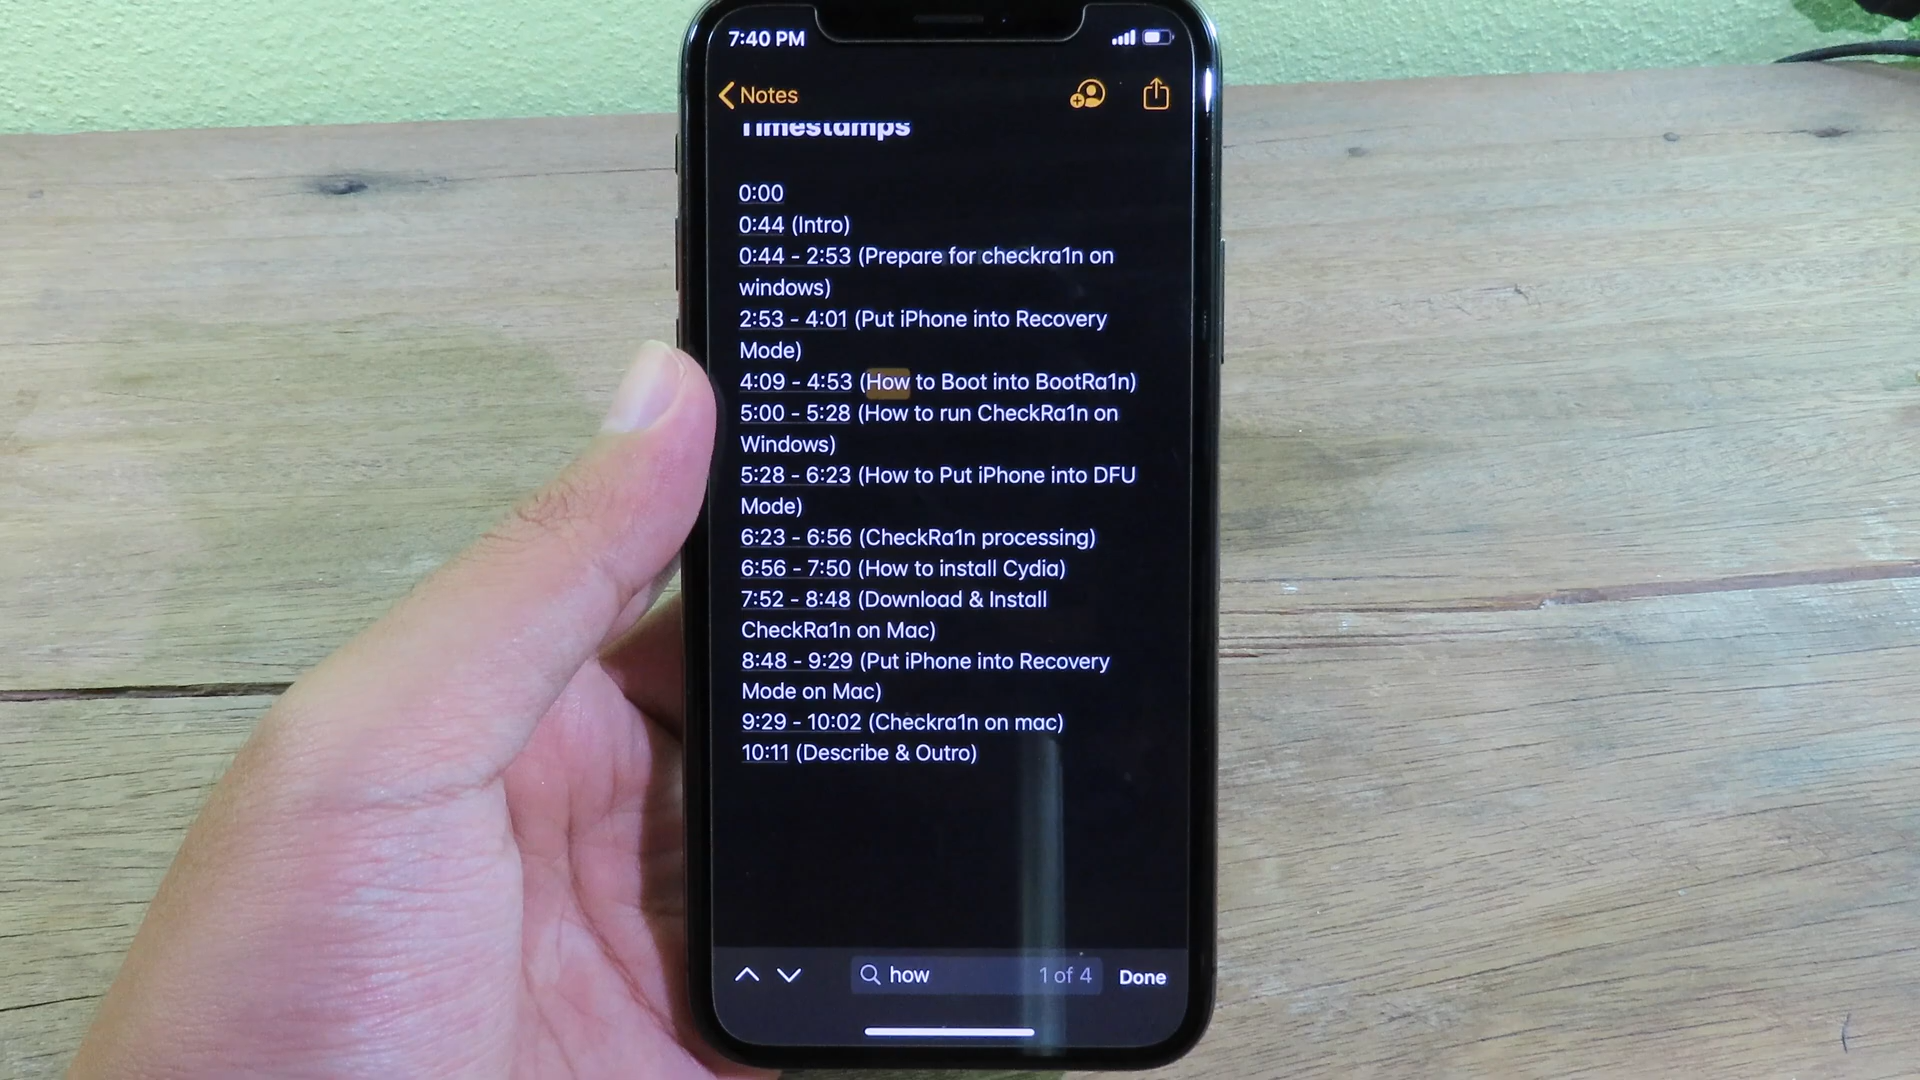 7:40 PM
Notes
Timestamps
0:00
0:44 (Intro)
0:44 - 2:53 (Prepare for checkra1n on
windows)
2:53 - 4:01 (Put iPhone into Recovery
Mode)
4:09 - 4:53 (How to Boot into BootRa1n)
5:00 - 5:28 (How to run CheckRa1n on
Windows)
5:28 - 6:23 (How to Put iPhone into DFU
Mode)
6:23 - 6:56 (CheckRa1n processing)
6:56 - 7:50 (How to install Cydia)
7:52 - 8:48 (Download & Install
CheckRa1n on Mac)
8:48 - 9:29 (Put iPhone into Recovery
Mode on Mac)
9:29 - 10:02 (Checkra1n on mac)
10:11 (Describe & Outro)
how 1 of 4 Done